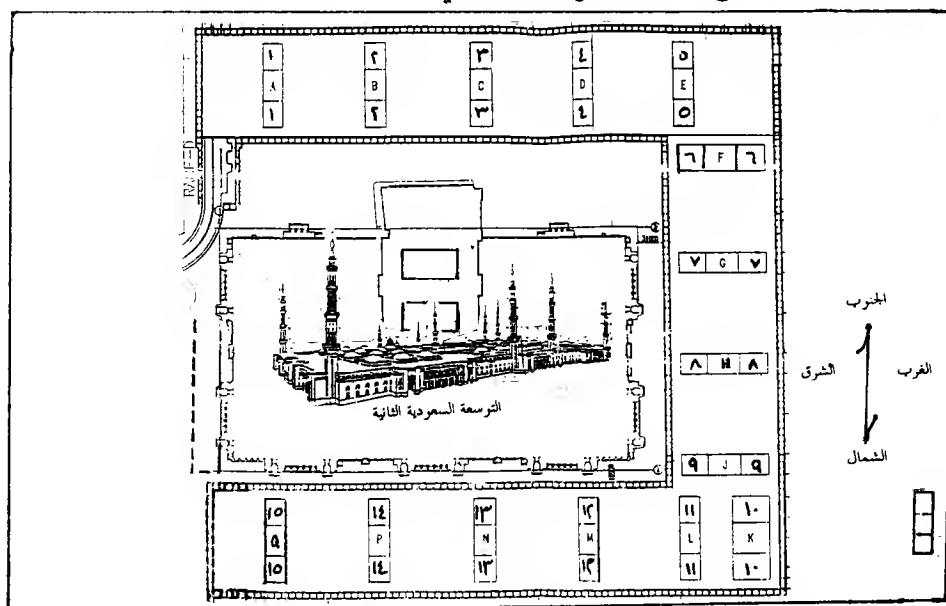 ١ ٢ ٣ ٤ ٥
A B C D E
١ ٢ ٣ ٤ ٥
٦ F ٦
٧ G ٧
الجنوب
٨ H ٨
الشرق
الغرب
التوسعة السعودية الثانية
الشمال
٩ J ٩
١٥ ١٤ ١٣ ١٢ ١١ ١٠
Q P N M L K
١٥ ١٤ ١٣ ١٢ ١١ ١٠